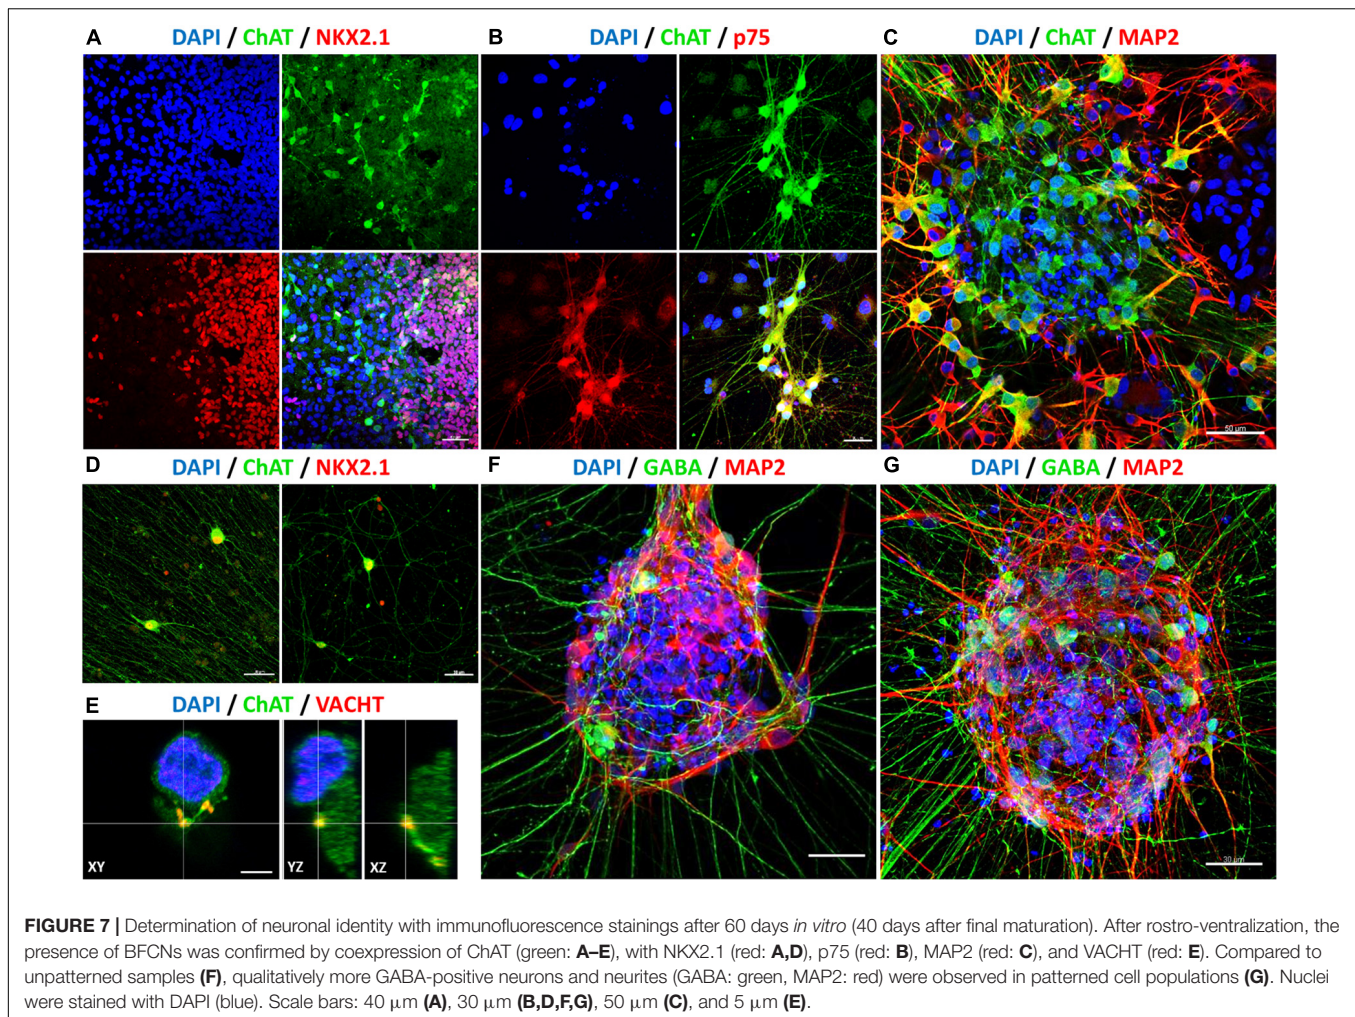 A DAPI / ChAT / NKX2.1
B DAPI / ChAT / p75
C DAPI / ChAT / MAP2
50 µm
D DAPI / ChAT / NKX2.1
F DAPI / GABA / MAP2
G DAPI / GABA / MAP2
E DAPI / ChAT / VACHT
XY
YZ
XZ
30 µm
FIGURE 7 | Determination of neuronal identity with immunofluorescence stainings after 60 days in vitro (40 days after final maturation). After rostro-ventralization, the
presence of BFCNs was confirmed by coexpression of ChAT (green: A–E), with NKX2.1 (red: A,D), p75 (red: B), MAP2 (red: C), and VACHT (red: E). Compared to
unpatterned samples (F), qualitatively more GABA-positive neurons and neurites (GABA: green, MAP2: red) were observed in patterned cell populations (G). Nuclei
were stained with DAPI (blue). Scale bars: 40 µm (A), 30 µm (B,D,F,G), 50 µm (C), and 5 µm (E).